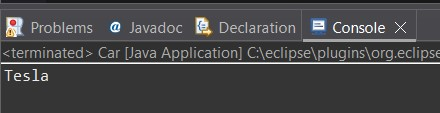 Problems @ Javadoc Declaration Console X
<terminated> Car [Java Application] C:\eclipse\plugins\org.eclipse
Tesla